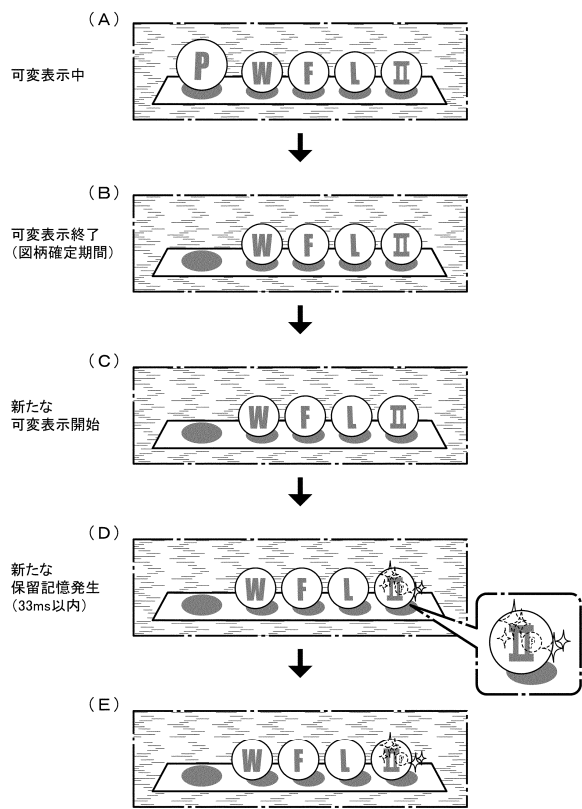 (A)
可変表示中
P W F L II
(B)
可変表示終了
(図柄確定期間)
W F L II
(C)
新たな
可変表示開始
W F L II
(D)
新たな
保留記憶発生
(33ms以内)
W F L II
II
(E)
W F L II